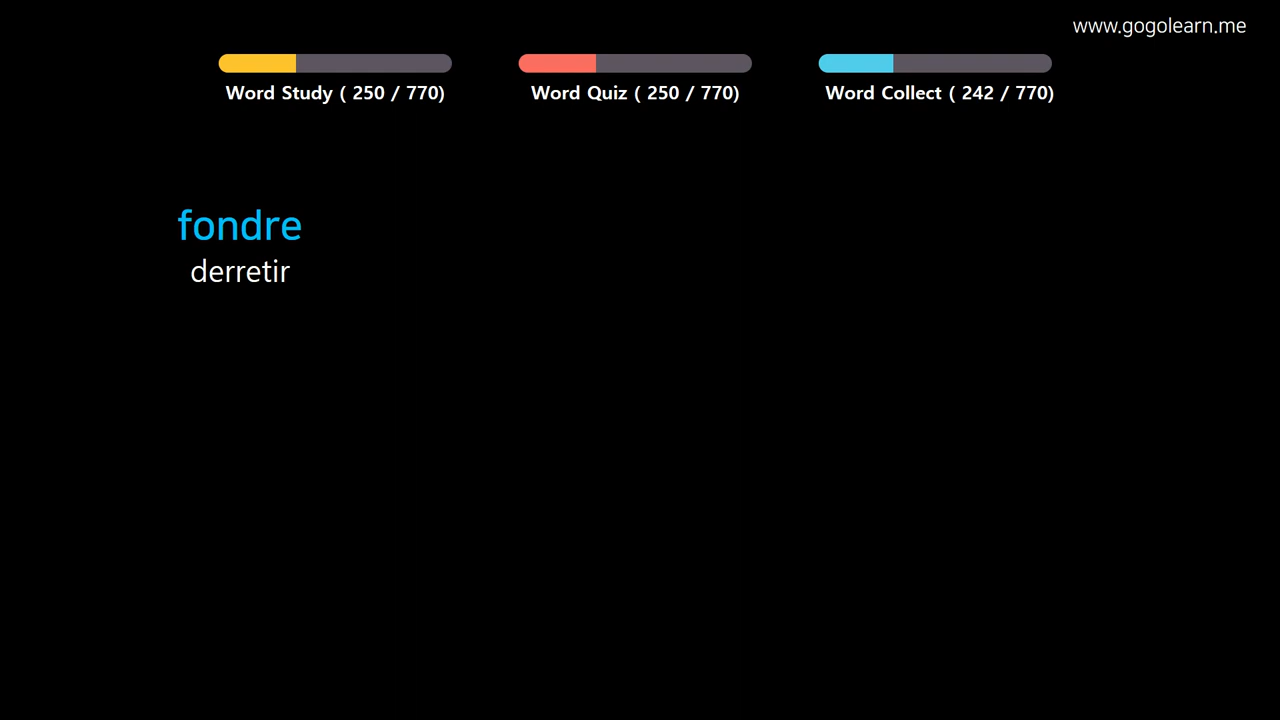 www.gogolearn.me
Word Study ( 250 / 770)
Word Quiz ( 250 / 770)
Word Collect ( 242 / 770)
fondre
derretir